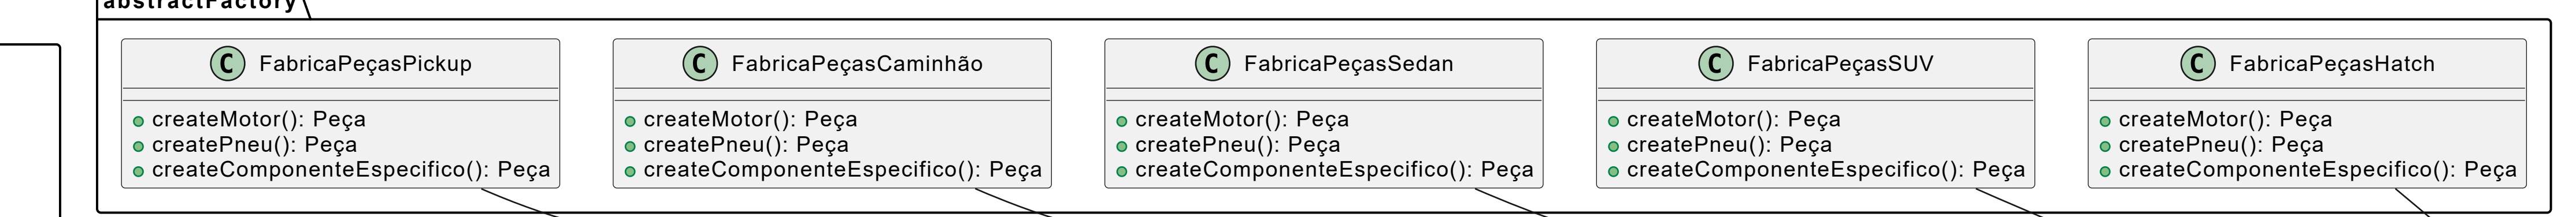 abstractFactory
C FabricaPeçasPickup
createMotor(): Peça
createPneu(): Peça
createComponenteEspecifico(): Peça
C FabricaPeçasCaminhão
createMotor(): Peça
createPneu(): Peça
createComponenteEspecifico(): Peça
C FabricaPeçasSedan
createMotor(): Peça
createPneu(): Peça
createComponenteEspecifico(): Peça
C FabricaPeçasSUV
createMotor(): Peça
createPneu(): Peça
createComponenteEspecifico(): Peça
C FabricaPeçasHatch
createMotor(): Peça
createPneu(): Peça
createComponenteEspecifico(): Peça